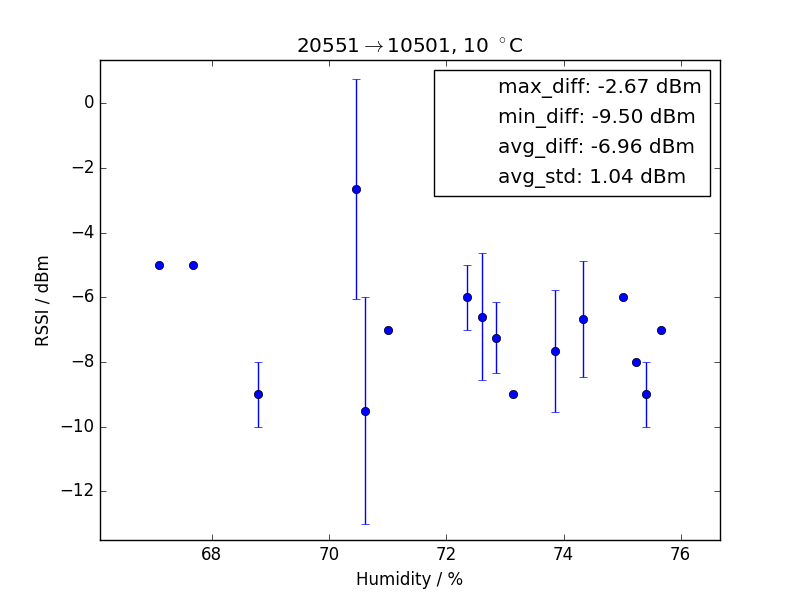 20551→10501, 10 °C
max_diff: -2.67 dBm
min_diff: -9.50 dBm
avg_diff: -6.96 dBm
avg_std: 1.04 dBm
RSSI / dBm
0
−2
−4
−6
−8
−10
−12
68 70 72 74 76
Humidity / %